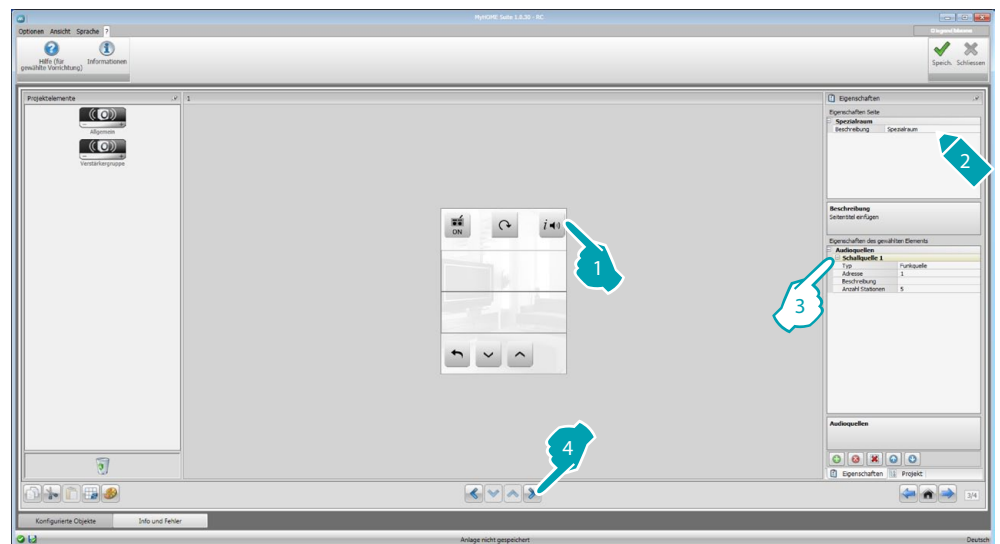 MyHOME Suite 1.8.30 - RC
Optionen Ansicht Sprache ?
Hilfe (für gewählte Vorrichtung)
Informationen
Speich. Schliessen
Projektelemente
Allgemein
Verstärkergruppe
1
ON
i
1
Eigenschaften
Eigenschaften Seite
Spezialraum
Beschreibung Spezialraum
2
Beschreibung
Seitentitel einfügen
Eigenschaften des gewählten Elements
Audioquellen
Schallquelle 1
Typ Funkquelle
Adresse 1
Beschreibung
Anzahl Stationen 5
3
Audioquellen
4
Eigenschaften Projekt
3/4
Konfigurierte Objekte Info und Fehler
Anlage nicht gespeichert
Deutsch